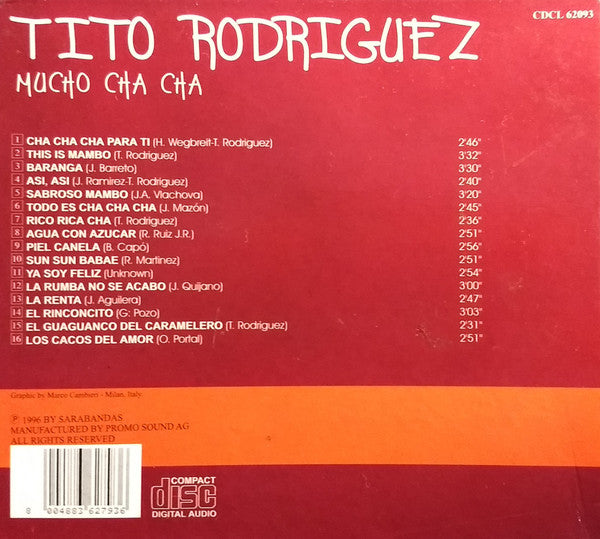 TITO RODRIGUEZ
CDCL 62093
MUCHO CHA CHA
1 CHA CHA CHA PARA TI (H. Wegbreit-T. Rodriguez) 2'46"
2 THIS IS MAMBO (T. Rodriguez) 3'32"
3 BARANGA (J. Barreto) 3'30"
4 ASI, ASI (J. Ramirez-T. Rodriguez) 2'40"
5 SABROSO MAMBO (J.A. Vlachova) 3'20"
6 TODO ES CHA CHA CHA (J. Mazón) 2'45"
7 RICO RICA CHA (T. Rodriguez) 2'36"
8 AGUA CON AZUCAR (R. Ruiz J.R.) 2'51"
9 PIEL CANELA (B. Capó) 2'56"
10 SUN SUN BABAE (R. Martinez) 2'51"
11 YA SOY FELIZ (Unknown) 2'54"
12 LA RUMBA NO SE ACABO (J. Quijano) 3'00"
13 LA RENTA (J. Aguilera) 2'47"
14 EL RINCONCITO (G. Pozo) 3'03"
15 EL GUAGUANCO DEL CARAMELERO (T. Rodriguez) 2'31"
16 LOS CACOS DEL AMOR (O. Portal) 2'51"
Graphic by Marco Cambieri - Milan, Italy.
℗ 1996 BY SARABANDAS
MANUFACTURED BY PROMO SOUND AG
ALL RIGHTS RESERVED
8 004883 627936
COMPACT
disc
DIGITAL AUDIO